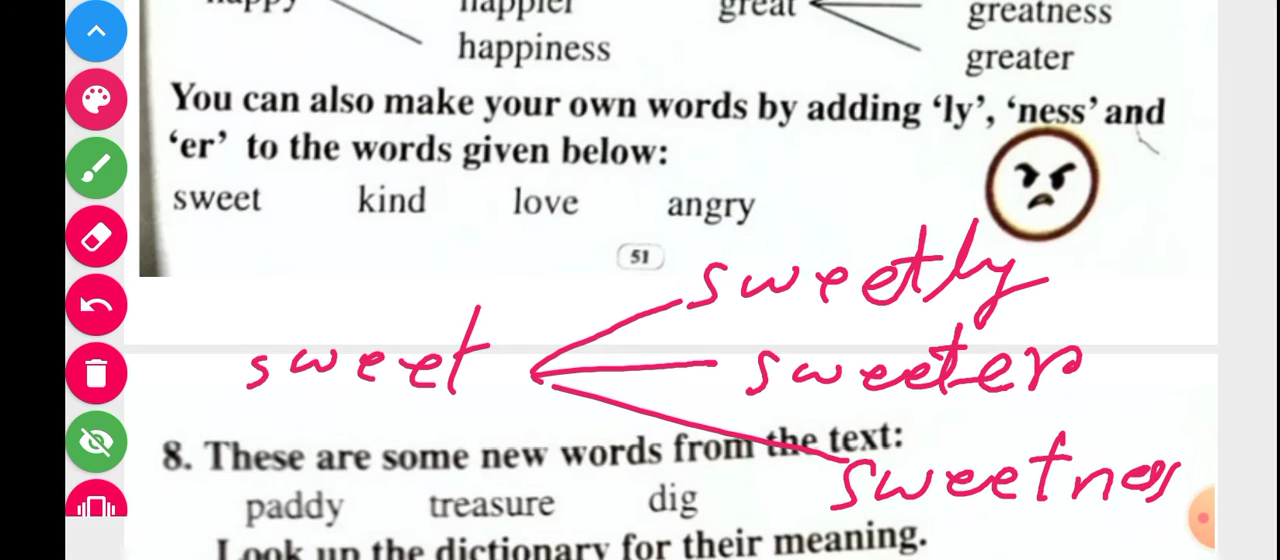 happy happier great greatness
happiness greater
You can also make your own words by adding ‘ly’, ‘ness’ and
‘er’ to the words given below:
sweet kind love angry
51
sweetly
sweet sweeter
8. These are some new words from the text:
sweetness
paddy treasure dig
Look up the dictionary for their meaning.